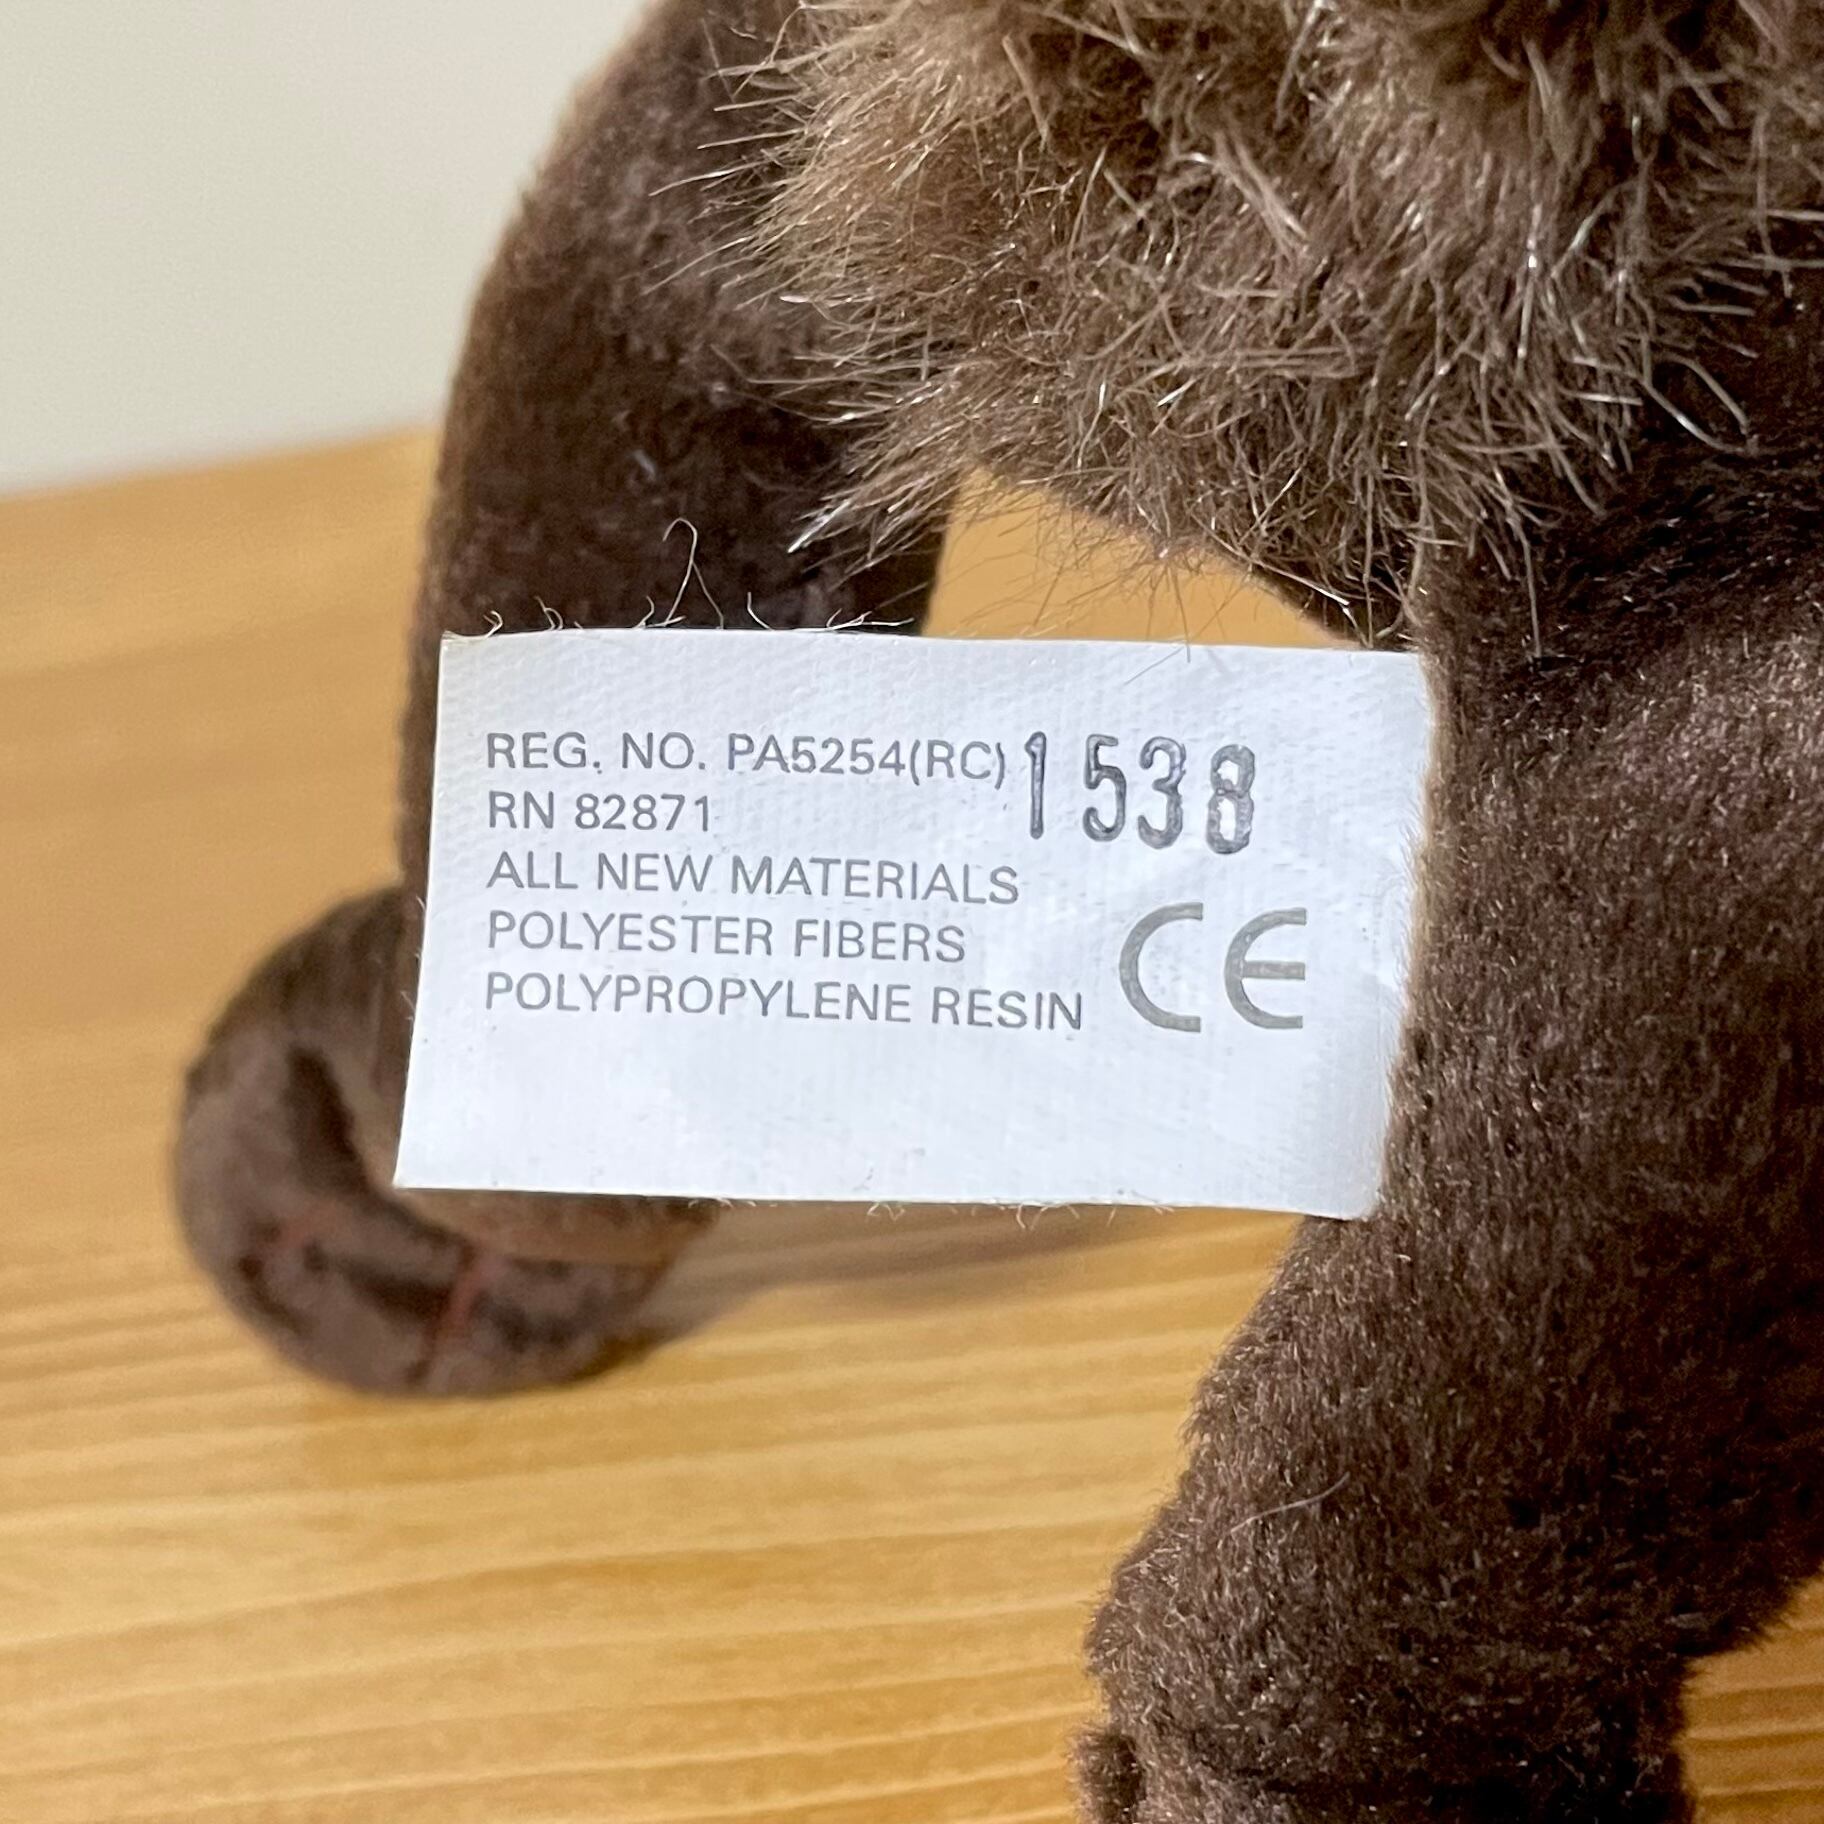 REG. NO. PA5254(RC) 1538
RN 82871
ALL NEW MATERIALS
POLYESTER FIBERS
POLYPROPYLENE RESIN CE